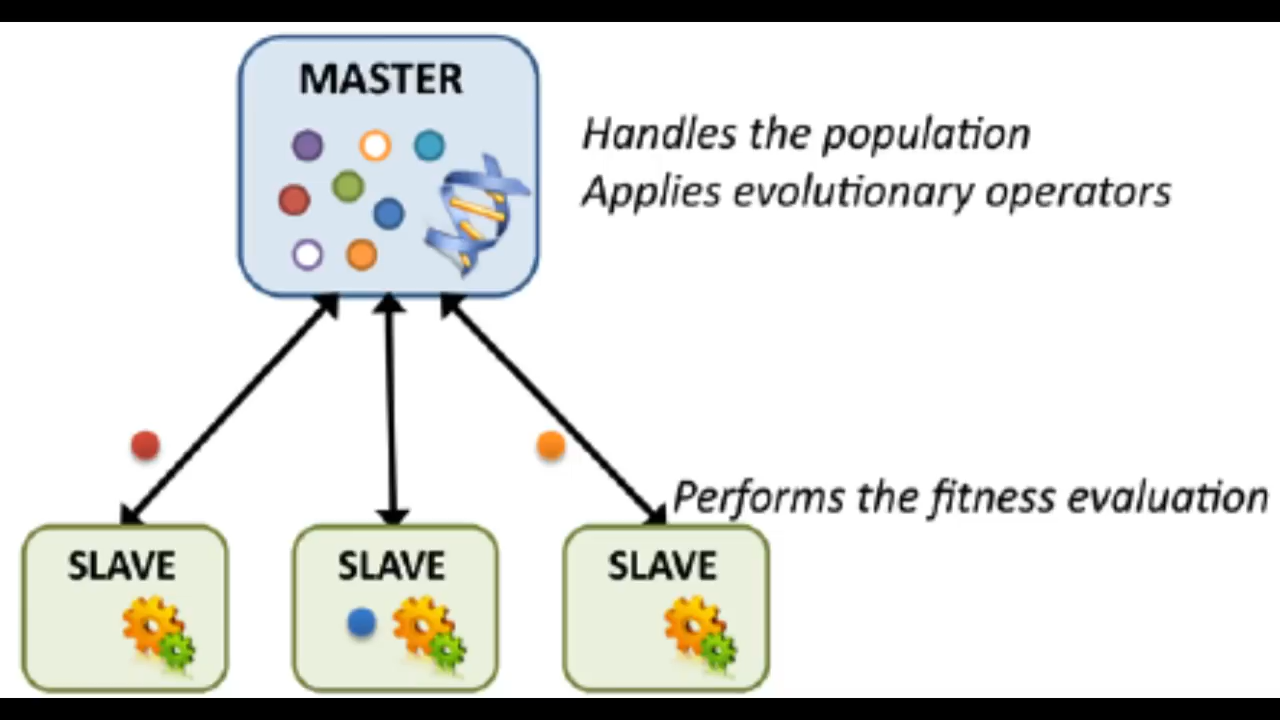 MASTER
Handles the population
Applies evolutionary operators
Performs the fitness evaluation
SLAVE
SLAVE
SLAVE